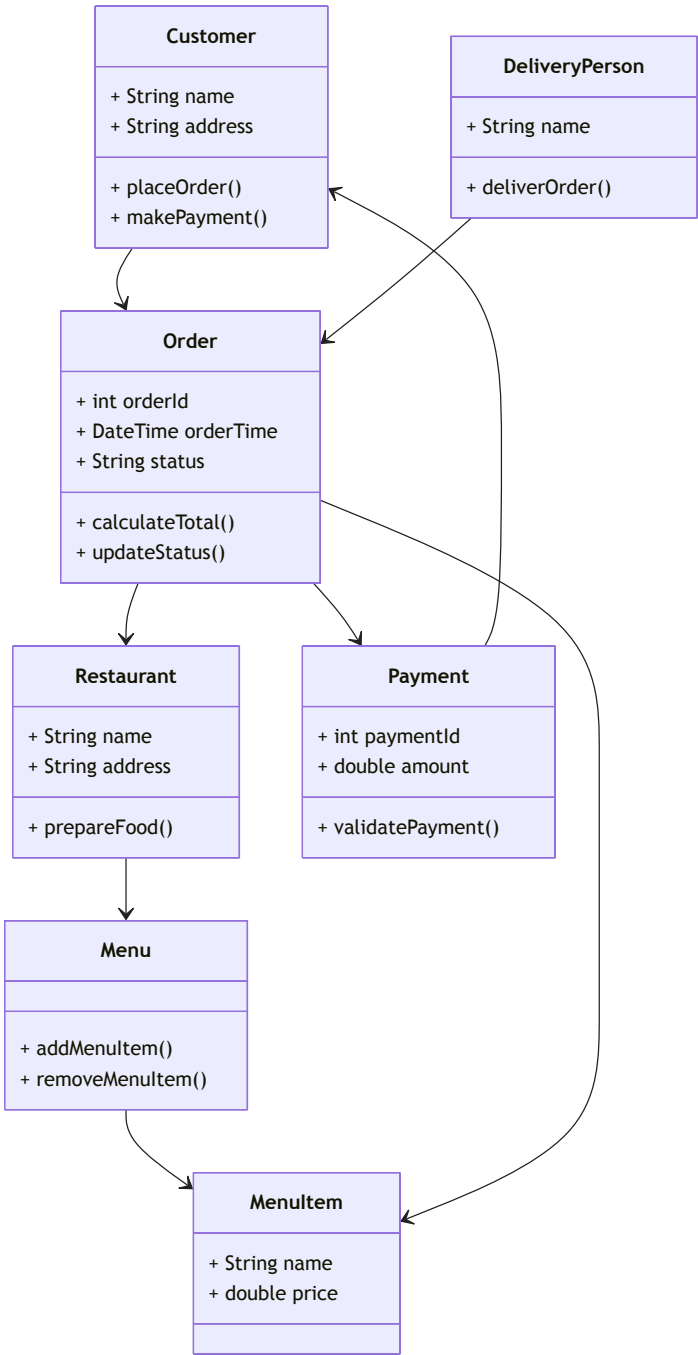 Customer
+ String name
+ String address
+ placeOrder()
+ makePayment()
DeliveryPerson
+ String name
+ deliverOrder()
Order
+ int orderId
+ DateTime orderTime
+ String status
+ calculateTotal()
+ updateStatus()
Restaurant
+ String name
+ String address
+ prepareFood()
Payment
+ int paymentId
+ double amount
+ validatePayment()
Menu
+ addMenuItem()
+ removeMenuItem()
MenuItem
+ String name
+ double price